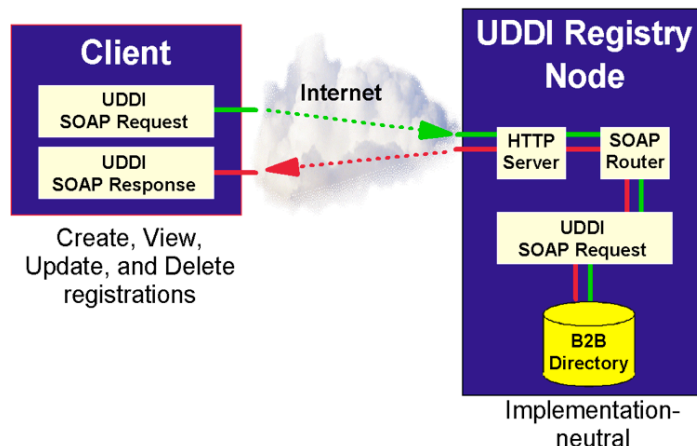 Client
UDDI
SOAP Request
UDDI
SOAP Response
Create, View,
Update, and Delete
registrations
Internet
UDDI Registry
Node
HTTP
Server
SOAP
Router
UDDI
SOAP Request
B2B
Directory
Implementation-
neutral